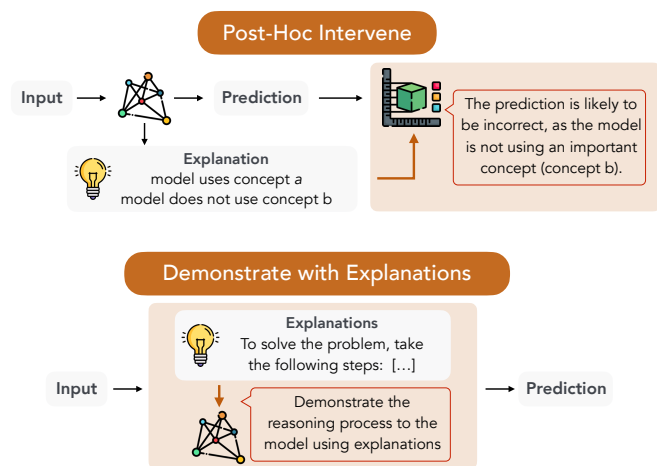 Post-Hoc Intervene
Input
Prediction
The prediction is likely to
be incorrect, as the model
is not using an important
concept (concept b).
Explanation
model uses concept a
model does not use concept b
Demonstrate with Explanations
Explanations
To solve the problem, take
the following steps: [...]
Input
Prediction
Demonstrate the
reasoning process to the
model using explanations